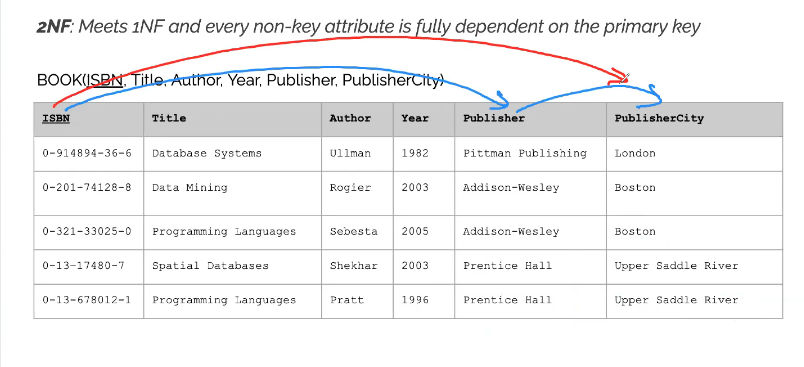 2NF: Meets 1NF and every non-key attribute is fully dependent on the primary key
BOOK(ISBN, Title, Author, Year, Publisher, PublisherCity)
ISBN Title Author Year Publisher PublisherCity
0-914894-36-6 Database Systems Ullman 1982 Pittman Publishing London
0-201-74128-8 Data Mining Rogier 2003 Addison-Wesley Boston
0-321-33025-0 Programming Languages Sebesta 2005 Addison-Wesley Boston
0-13-17480-7 Spatial Databases Shekhar 2003 Prentice Hall Upper Saddle River
0-13-678012-1 Programming Languages Pratt 1996 Prentice Hall Upper Saddle River